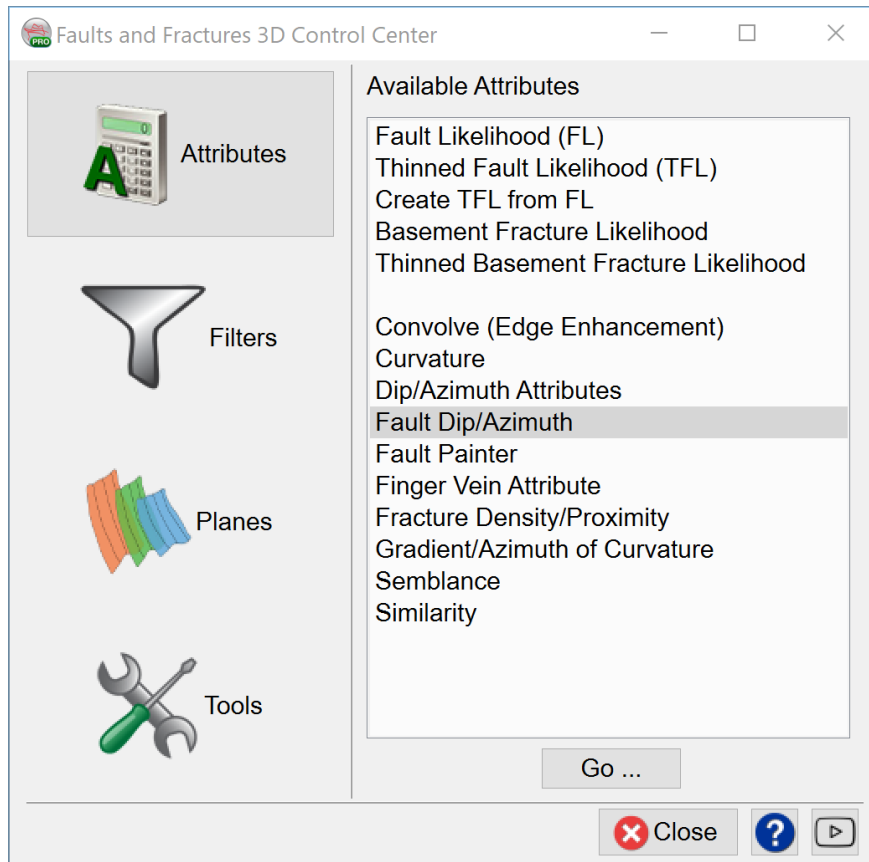 PRO
Faults and Fractures 3D Control Center
Attributes
A
0
Filters
Planes
Tools
Available Attributes
Fault Likelihood (FL)
Thinned Fault Likelihood (TFL)
Create TFL from FL
Basement Fracture Likelihood
Thinned Basement Fracture Likelihood
Convolve (Edge Enhancement)
Curvature
Dip/Azimuth Attributes
Fault Dip/Azimuth
Fault Painter
Finger Vein Attribute
Fracture Density/Proximity
Gradient/Azimuth of Curvature
Semblance
Similarity
Go ...
Close
?